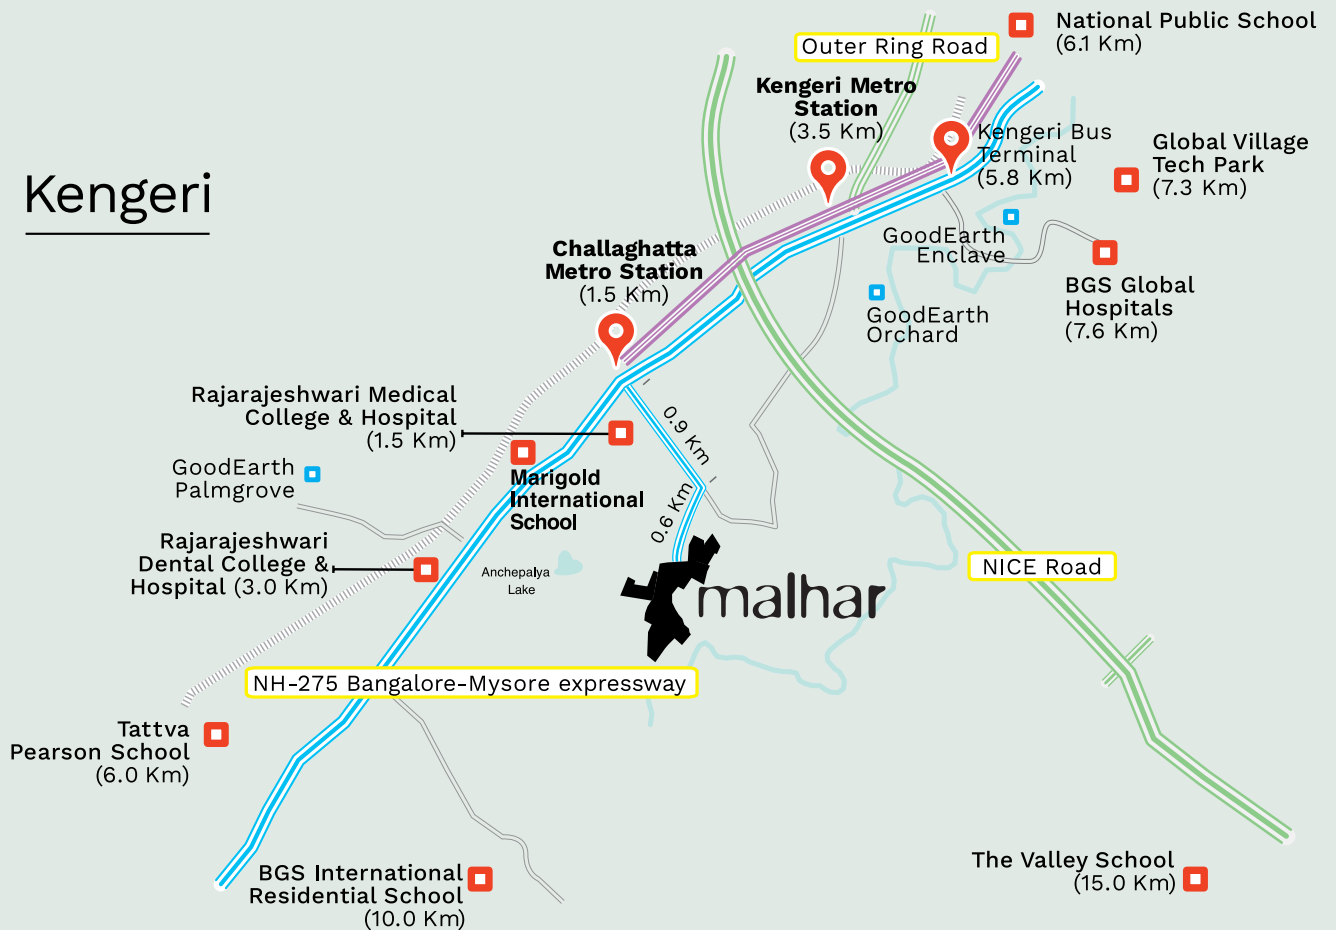 National Public School
(6.1 Km)
Outer Ring Road
Kengeri Metro
Station
(3.5 Km)
Kengeri Bus
Terminal
(5.8 Km)
Global Village
Tech Park
(7.3 Km)
Kengeri
GoodEarth
Enclave
Challaghatta
Metro Station
(1.5 Km)
BGS Global
Hospitals
(7.6 Km)
GoodEarth
Orchard
Rajarajeshwari Medical
College & Hospital
(1.5 Km)
0.9 Km
GoodEarth
Palmgrove
Marigold
International
School
0.6 Km
Rajarajeshwari
Dental College &
Hospital (3.0 Km)
Anchepalya
Lake
malhar
NICE Road
NH-275 Bangalore-Mysore expressway
Tattva
Pearson School
(6.0 Km)
BGS International
Residential School
(10.0 Km)
The Valley School
(15.0 Km)